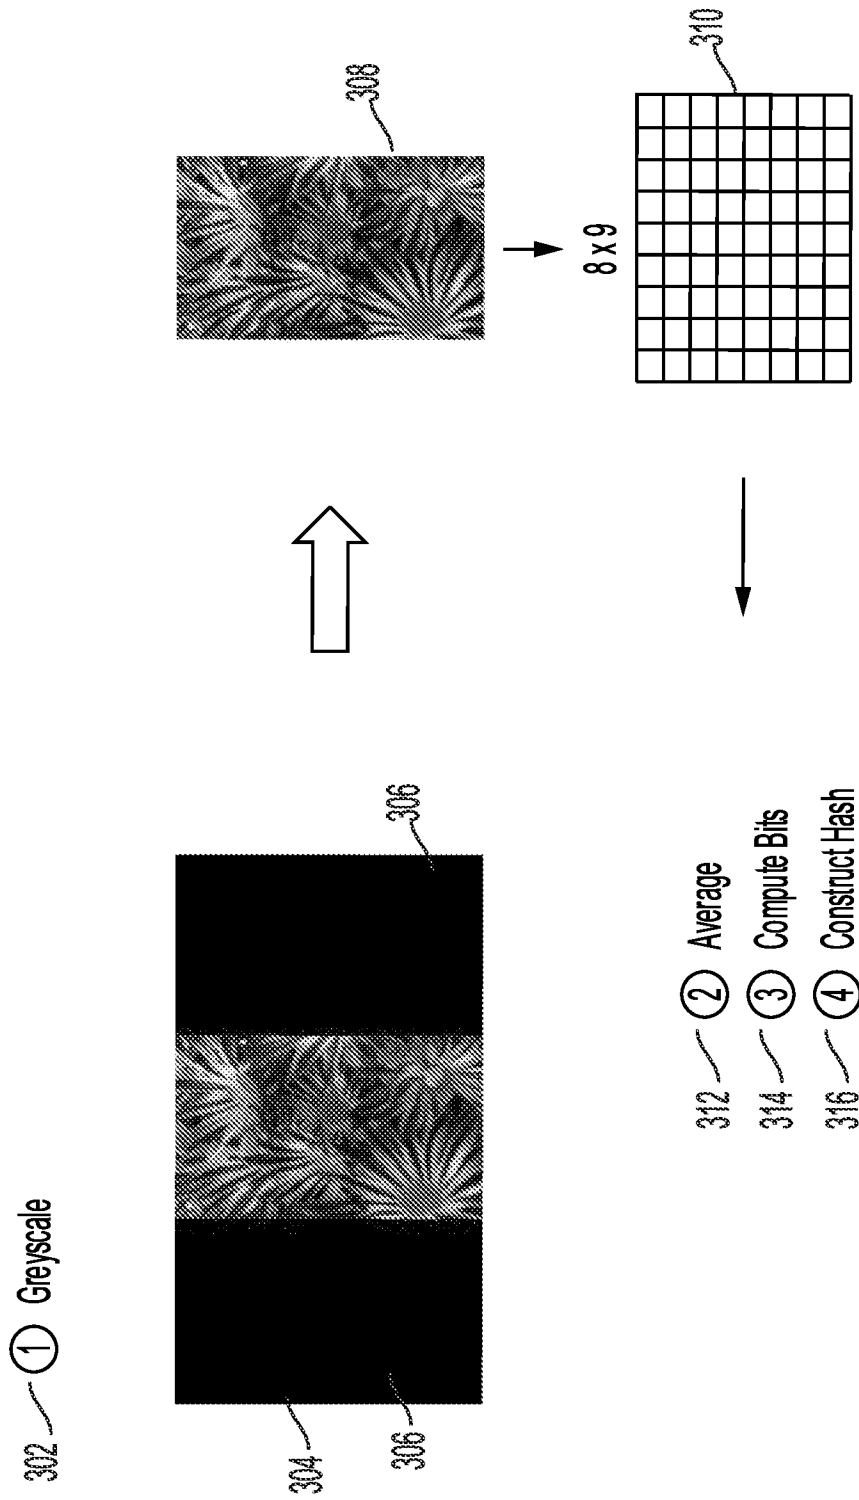 302 ① Greyscale
304
306
306
308
8 x 9
310
312 ② Average
314 ③ Compute Bits
316 ④ Construct Hash